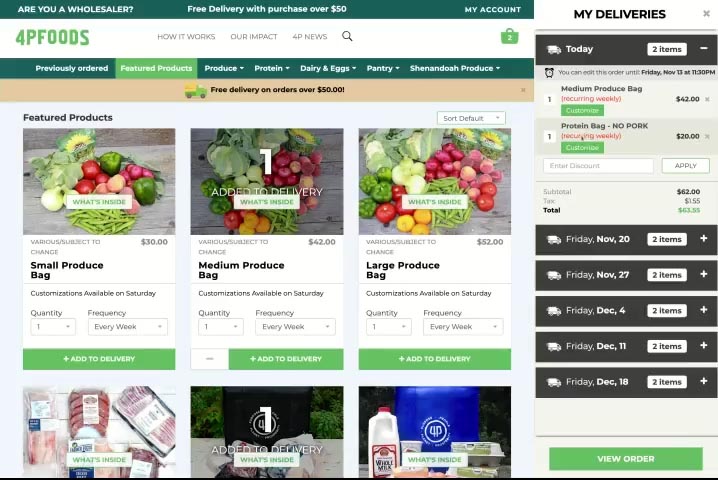 ARE YOU A WHOLESALER?
Free Delivery with purchase over $50
MY ACCOUNT
4PFOODS
HOW IT WORKS
OUR IMPACT
4P NEWS
2
Previously ordered
Featured Products
Produce
Protein
Dairy & Eggs
Pantry
Shenandoah Produce
Free delivery on orders over $50.00!
×
Featured Products
Sort Default
WHAT'S INSIDE
VARIOUS/SUBJECT TO CHANGE
$30.00
Small Produce
Bag
Customizations Available on Saturday
Quantity
Frequency
1
Every Week
+ ADD TO DELIVERY
1
ADDED TO DELIVERY
WHAT'S INSIDE
VARIOUS/SUBJECT TO CHANGE
$42.00
Medium Produce
Bag
Customizations Available on Saturday
Quantity
Frequency
1
Every Week
+ ADD TO DELIVERY
WHAT'S INSIDE
VARIOUS/SUBJECT TO CHANGE
$52.00
Large Produce
Bag
Customizations Available on Saturday
Quantity
Frequency
1
Every Week
+ ADD TO DELIVERY
WHAT'S INSIDE
1
ADDED TO DELIVERY
WHAT'S INSIDE
WHAT'S INSIDE
MY DELIVERIES
×
Today
2 items
−
You can edit this order until: Friday, Nov 13 at 11:30PM
1
Medium Produce Bag
(recurring weekly)
$42.00 ×
Customize
1
Protein Bag - NO PORK
(recurring weekly)
$20.00 ×
Customize
Enter Discount
APPLY
Subtotal $62.00
Tax: $1.55
Total $63.55
Friday, Nov, 20 2 items +
Friday, Nov, 27 2 items +
Friday, Dec, 4 2 items +
Friday, Dec, 11 2 items +
Friday, Dec, 18 2 items +
VIEW ORDER